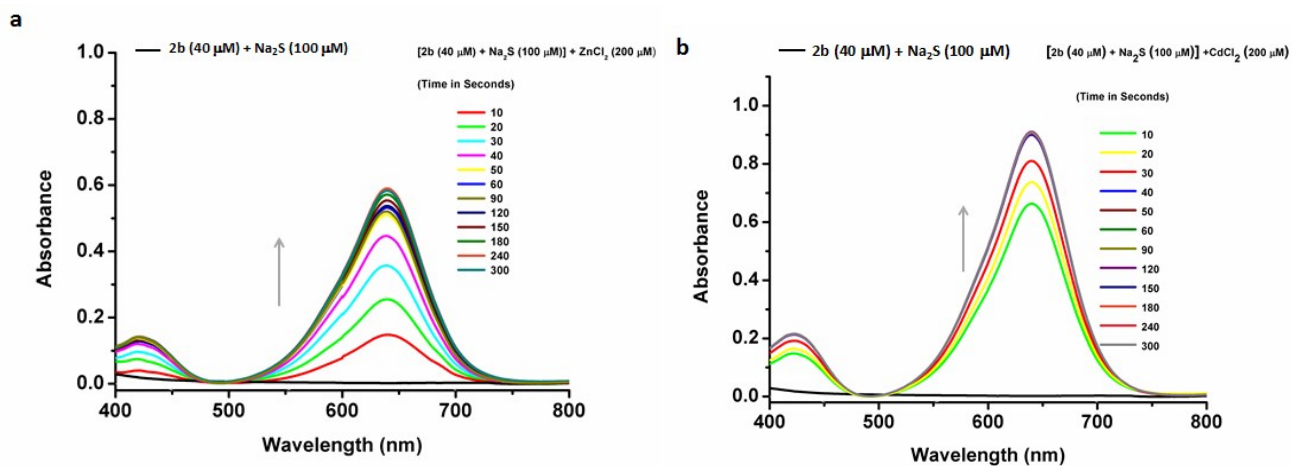 a
2b (40 μM) + Na₂S (100 μM)
[2b (40 μM) + Na₂S (100 μM)] + ZnCl₂ (200 μM)
(Time in Seconds)
10
20
30
40
50
60
90
120
150
180
240
300
1.0
0.8
0.6
0.4
0.2
0.0
Absorbance
400 500 600 700 800
Wavelength (nm)
b
2b (40 μM) + Na₂S (100 μM)
[2b (40 μM) + Na₂S (100 μM)] +CdCl₂ (200 μM)
(Time in Seconds)
10
20
30
40
50
60
90
120
150
180
240
300
1.0
0.8
0.6
0.4
0.2
0.0
Absorbance
400 500 600 700 800
Wavelength (nm)